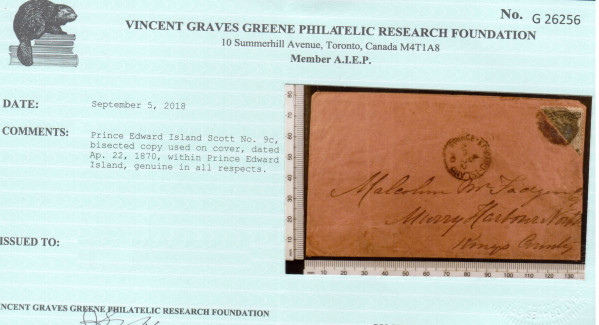 No. G 26256
VINCENT GRAVES GREENE PHILATELIC RESEARCH FOUNDATION
10 Summerhill Avenue, Toronto, Canada M4T1A8
Member A.I.E.P.
DATE: September 5, 2018
COMMENTS: Prince Edward Island Scott No. 9c,
bisected copy used on cover, dated
Ap. 22, 1870, within Prince Edward
Island, genuine in all respects.
Malcolm
Murry Harbour North
Kings County
ISSUED TO:
VINCENT GRAVES GREENE PHILATELIC RESEARCH FOUNDATION